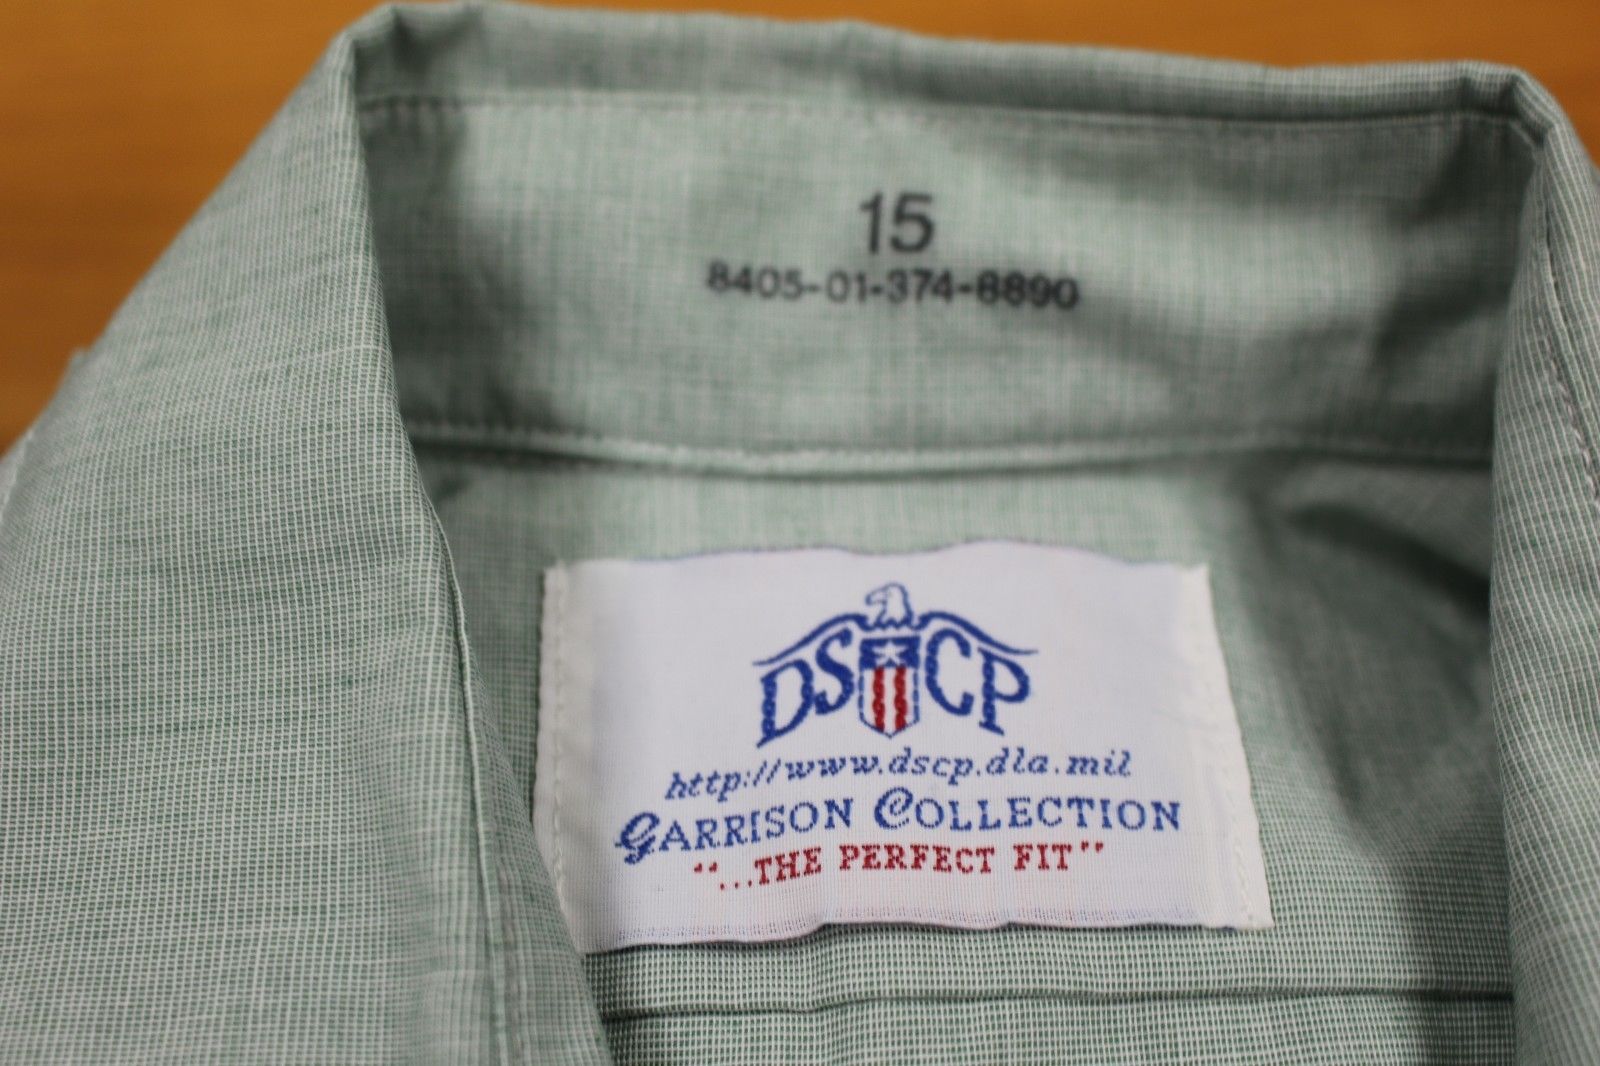 15
8405-01-374-8890
DSCP
http://www.dscp.dla.mil
GARRISON COLLECTION
"...THE PERFECT FIT"